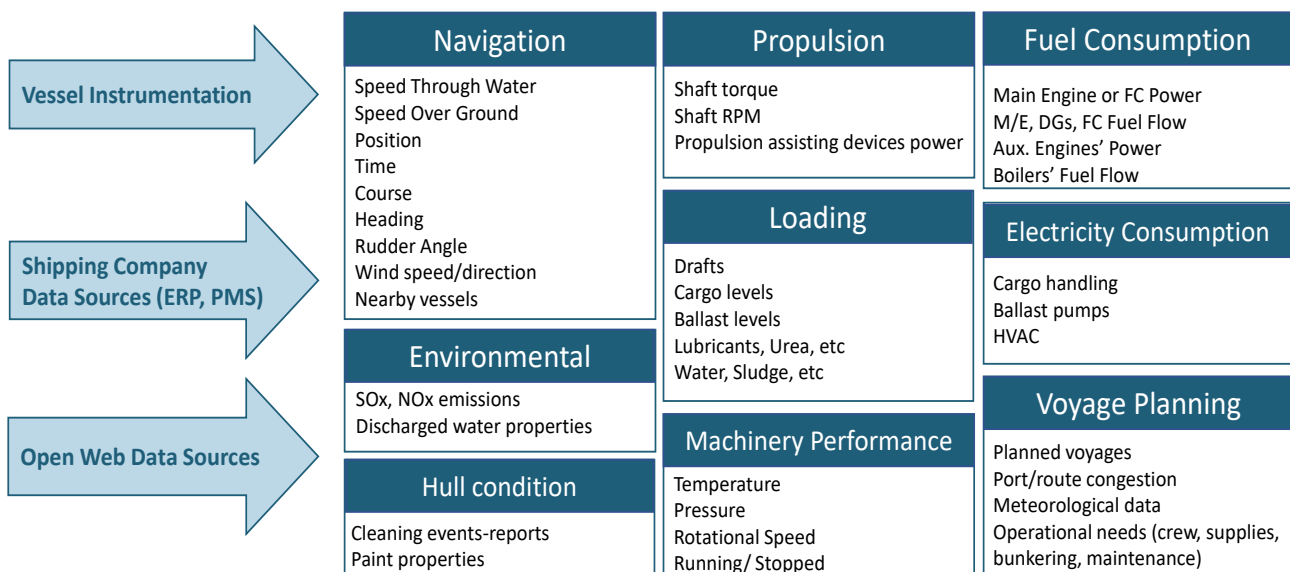 Vessel Instrumentation
Shipping Company
Data Sources (ERP, PMS)
Open Web Data Sources
Navigation
Speed Through Water
Speed Over Ground
Position
Time
Course
Heading
Rudder Angle
Wind speed/direction
Nearby vessels
Environmental
SOx, NOx emissions
Discharged water properties
Hull condition
Cleaning events-reports
Paint properties
Propulsion
Shaft torque
Shaft RPM
Propulsion assisting devices power
Loading
Drafts
Cargo levels
Ballast levels
Lubricants, Urea, etc
Water, Sludge, etc
Machinery Performance
Temperature
Pressure
Rotational Speed
Running/ Stopped
Fuel Consumption
Main Engine or FC Power
M/E, DGs, FC Fuel Flow
Aux. Engines’ Power
Boilers’ Fuel Flow
Electricity Consumption
Cargo handling
Ballast pumps
HVAC
Voyage Planning
Planned voyages
Port/route congestion
Meteorological data
Operational needs (crew, supplies,
bunkering, maintenance)